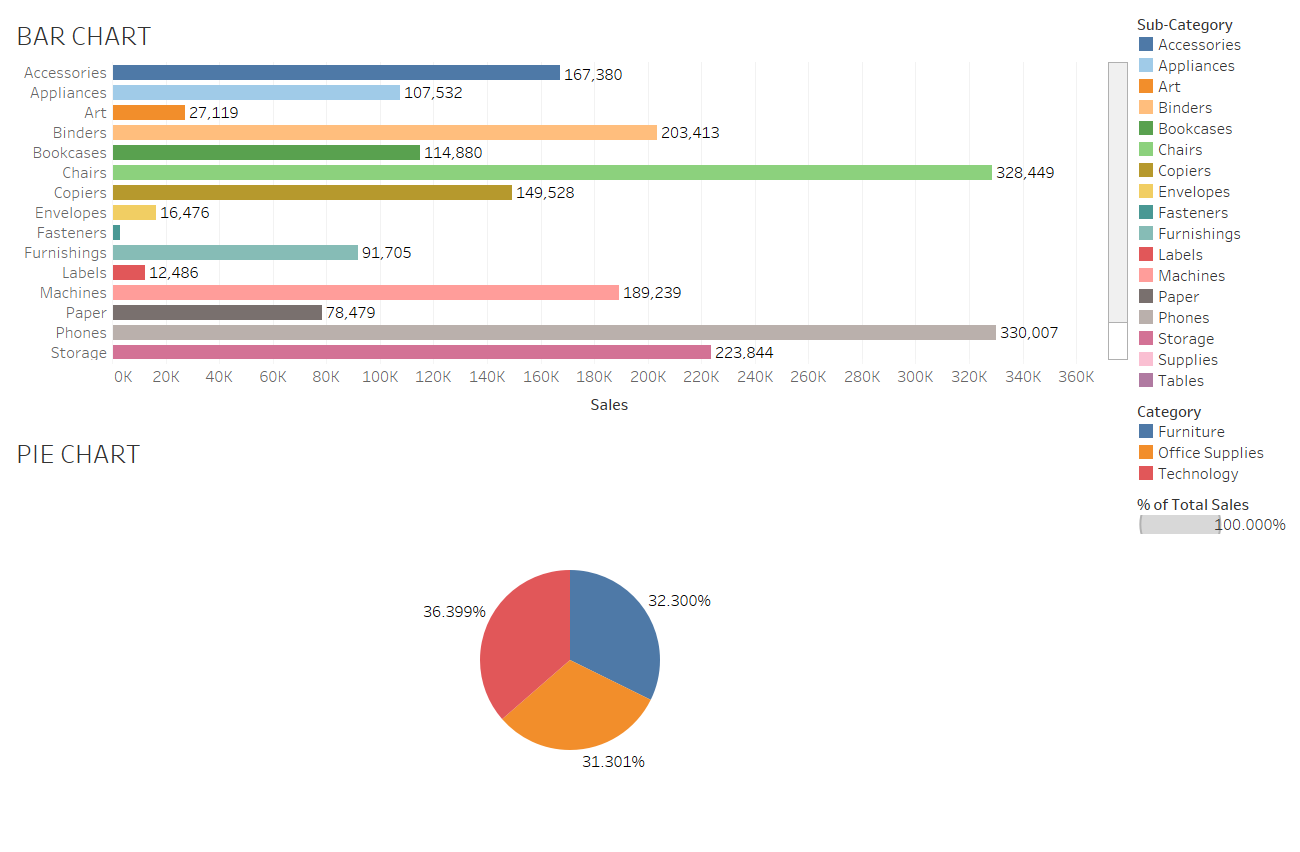 BAR CHART
Accessories 167,380
Appliances 107,532
Art 27,119
Binders 203,413
Bookcases 114,880
Chairs 328,449
Copiers 149,528
Envelopes 16,476
Fasteners
Furnishings 91,705
Labels 12,486
Machines 189,239
Paper 78,479
Phones 330,007
Storage 223,844
0K 20K 40K 60K 80K 100K 120K 140K 160K 180K 200K 220K 240K 260K 280K 300K 320K 340K 360K
Sales
Sub-Category
Accessories
Appliances
Art
Binders
Bookcases
Chairs
Copiers
Envelopes
Fasteners
Furnishings
Labels
Machines
Paper
Phones
Storage
Supplies
Tables
Category
Furniture
Office Supplies
Technology
% of Total Sales
100.000%
PIE CHART
32.300%
36.399%
31.301%